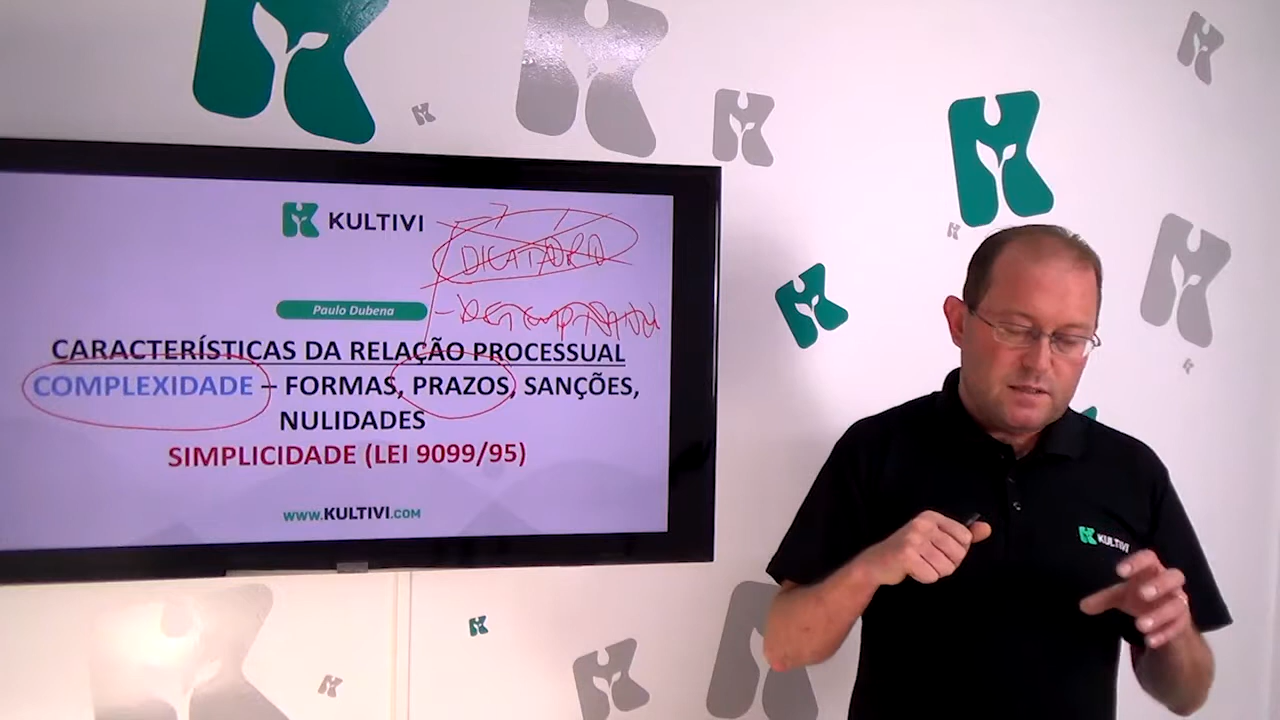 KULTIVI
DILATÓRIO
Paulo Dubena
CARACTERÍSTICAS DA RELAÇÃO PROCESSUAL
COMPLEXIDADE – FORMAS, PRAZOS, SANÇÕES,
NULIDADES
SIMPLICIDADE (LEI 9099/95)
WWW.KULTIVI.COM
KULTIVI